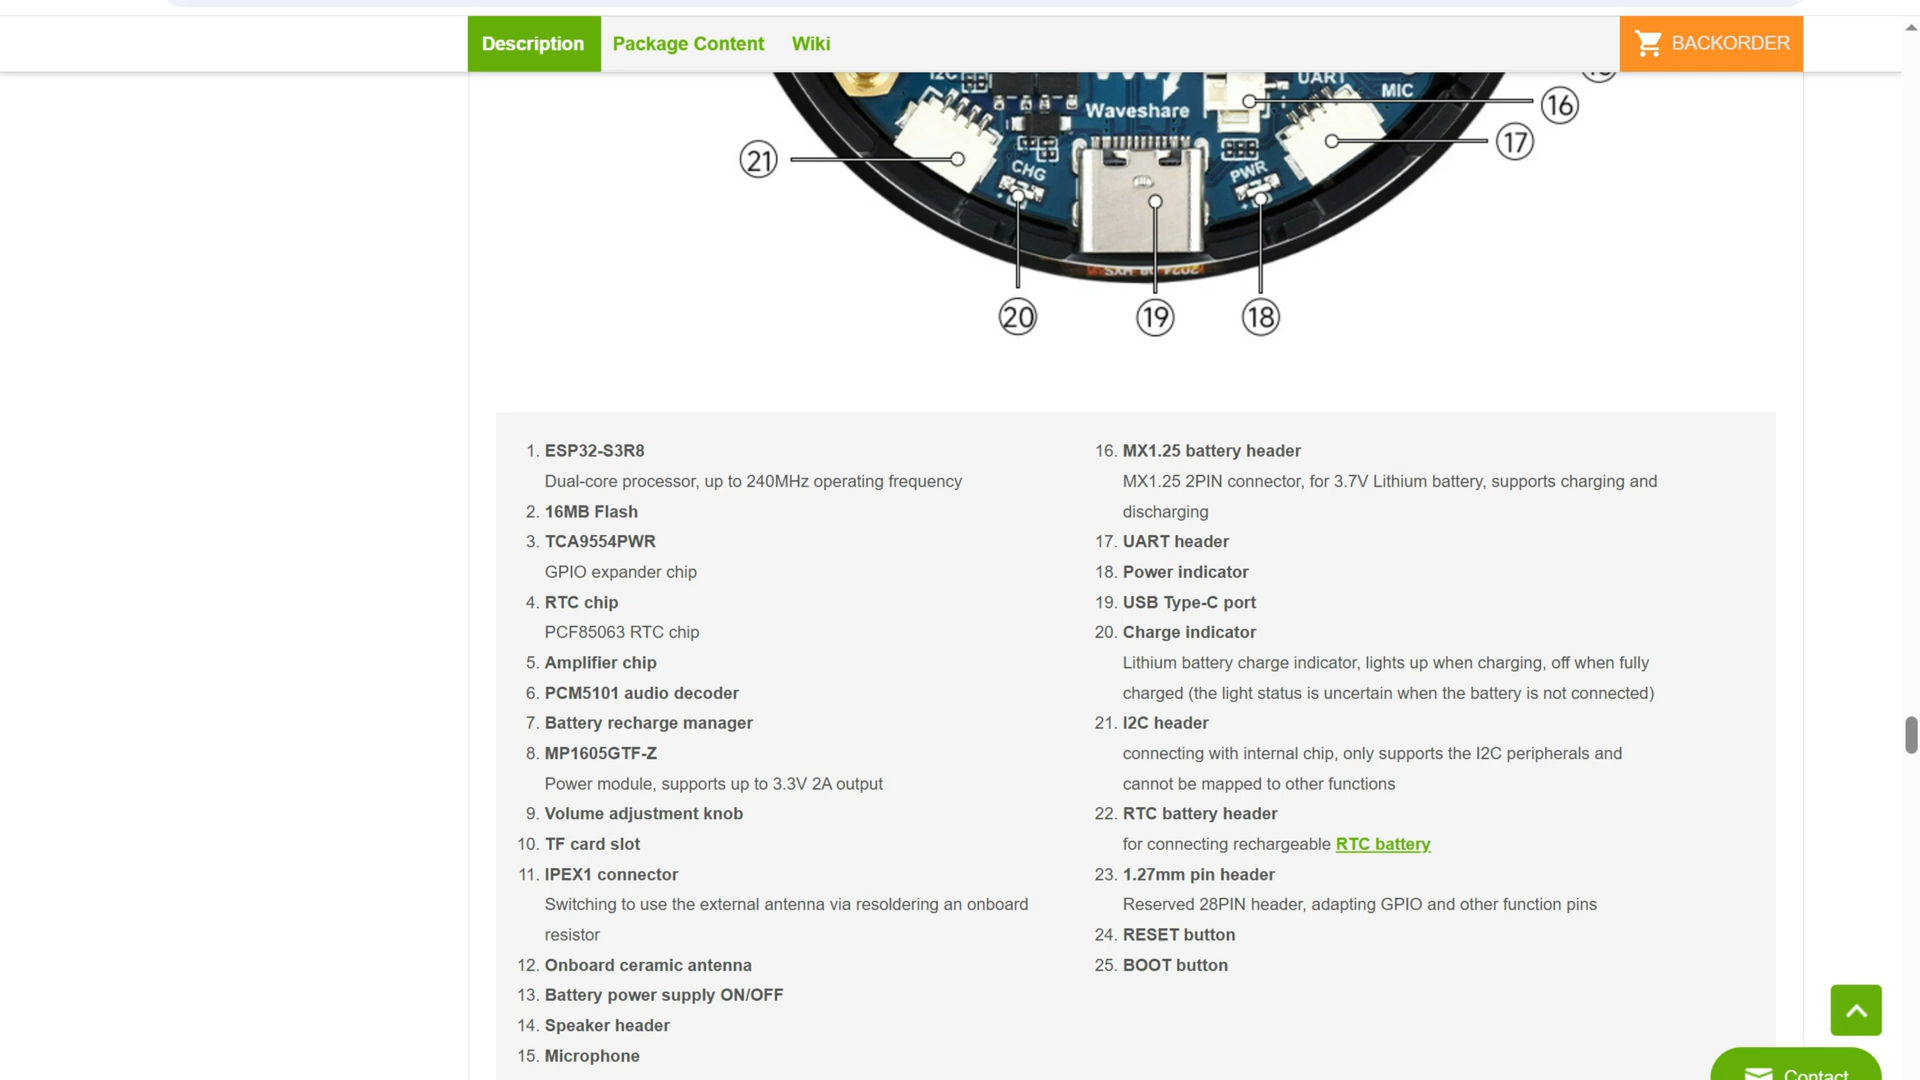 Description Package Content Wiki BACKORDER
I2C UART
MIC
Waveshare
16
17
21
CHG
PWR
20 19 18
1. ESP32-S3R8
Dual-core processor, up to 240MHz operating frequency
2. 16MB Flash
3. TCA9554PWR
GPIO expander chip
4. RTC chip
PCF85063 RTC chip
5. Amplifier chip
6. PCM5101 audio decoder
7. Battery recharge manager
8. MP1605GTF-Z
Power module, supports up to 3.3V 2A output
9. Volume adjustment knob
10. TF card slot
11. IPEX1 connector
Switching to use the external antenna via resoldering an onboard
resistor
12. Onboard ceramic antenna
13. Battery power supply ON/OFF
14. Speaker header
15. Microphone
16. MX1.25 battery header
MX1.25 2PIN connector, for 3.7V Lithium battery, supports charging and
discharging
17. UART header
18. Power indicator
19. USB Type-C port
20. Charge indicator
Lithium battery charge indicator, lights up when charging, off when fully
charged (the light status is uncertain when the battery is not connected)
21. I2C header
connecting with internal chip, only supports the I2C peripherals and
cannot be mapped to other functions
22. RTC battery header
for connecting rechargeable RTC battery
23. 1.27mm pin header
Reserved 28PIN header, adapting GPIO and other function pins
24. RESET button
25. BOOT button
Contact